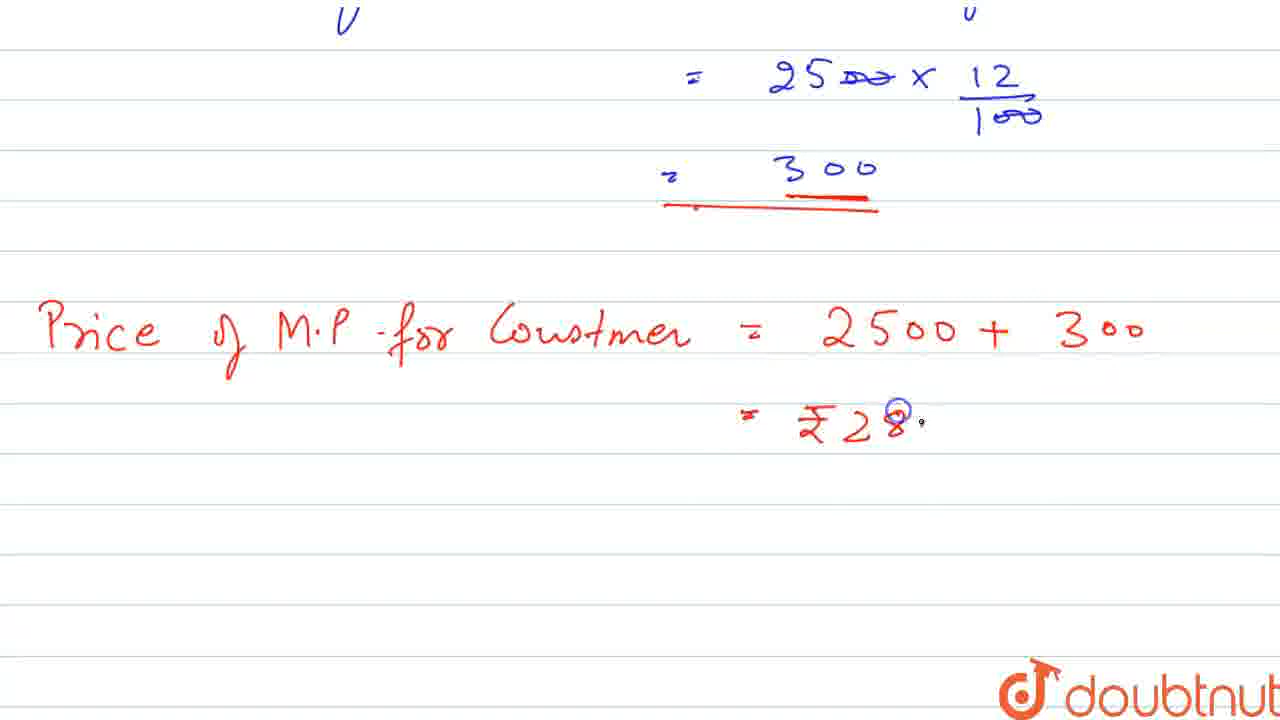 = 2500 x 12/100
= 300
Price of M.P. for Coustmer = 2500 + 300
= ₹ 28
doubtnut